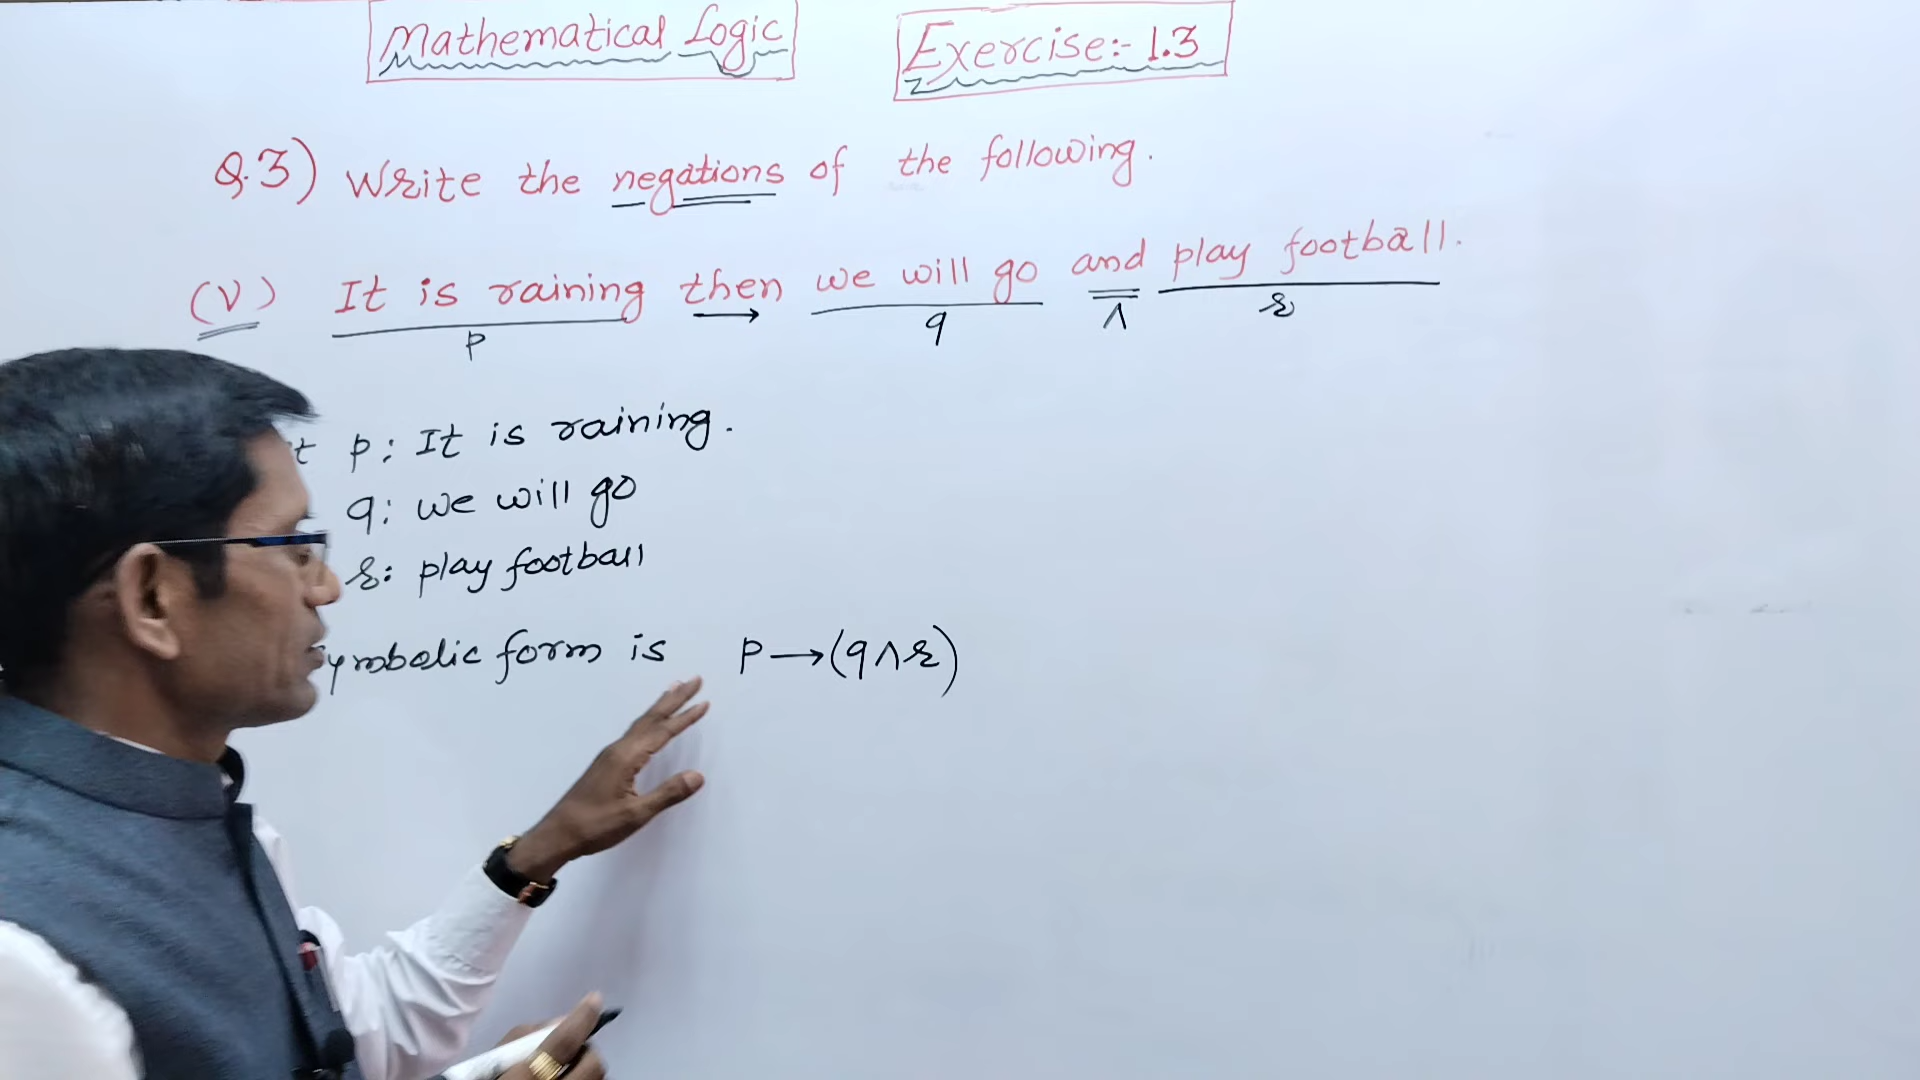 Mathematical Logic Exercise:- 1.3
Q.3) Write the negations of the following.
(V) It is raining then we will go and play football.
p → q ∧ r
p: It is raining.
q: we will go
r: play football
symbolic form is p → (q ∧ r)